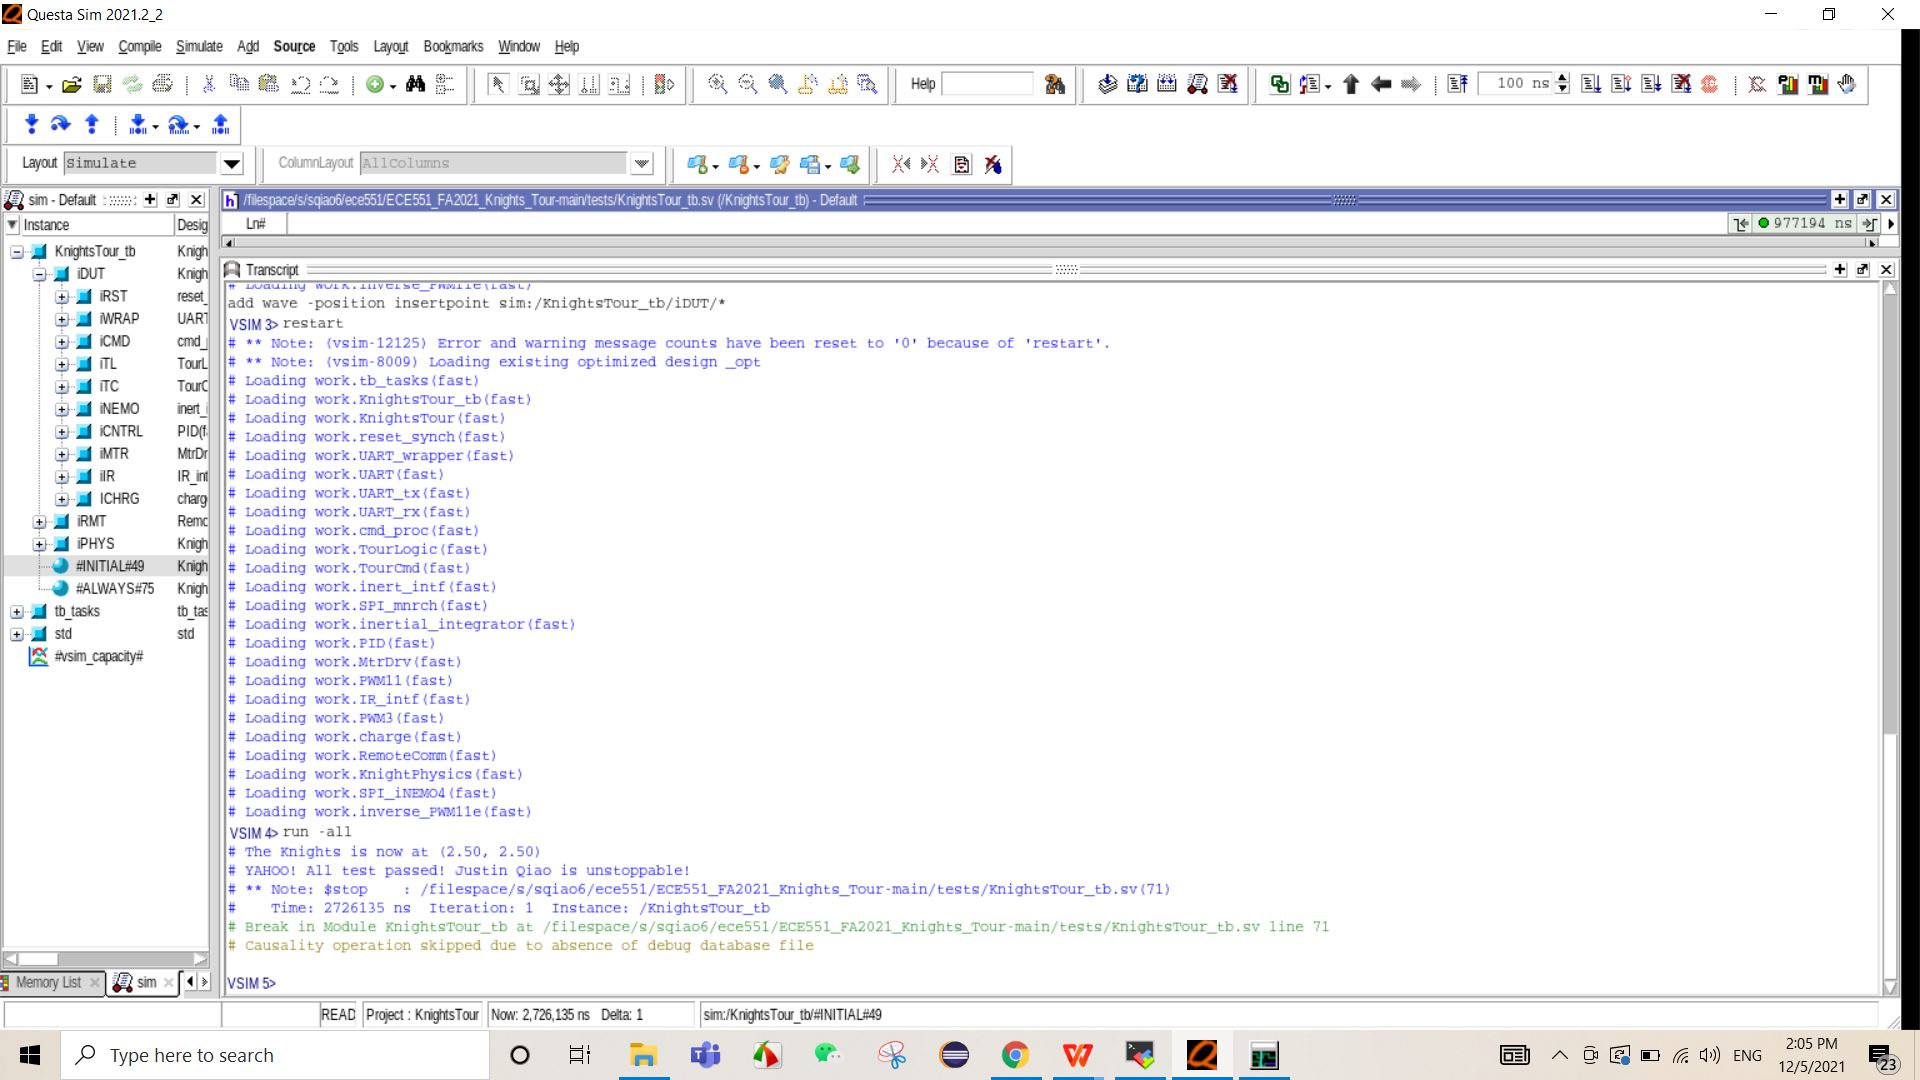 Questa Sim 2021.2_2
File Edit View Compile Simulate Add Source Tools Layout Bookmarks Window Help
Help
100 ns
Layout Simulate
ColumnLayout AllColumns
sim - Default
/filespace/s/sqiao6/ece551/ECE551_FA2021_Knights_Tour-main/tests/KnightsTour_tb.sv (/KnightsTour_tb) - Default
Instance Desig
Ln#
977194 ns
KnightsTour_tb Knigh
iDUT Knigh
iRST reset_
iWRAP UART
iCMD cmd_
iTL TourL
iTC TourC
iNEMO inert_i
iCNTRL PID(f
iMTR MtrDr
iIR IR_int
ICHRG charg
iRMT Remo
iPHYS Knigh
#INITIAL#49 Knigh
#ALWAYS#75 Knigh
tb_tasks tb_tas
std std
#vsim_capacity#
Transcript
# Loading work.inverse_PWM11e(fast)
add wave -position insertpoint sim:/KnightsTour_tb/iDUT/*
VSIM 3> restart
# ** Note: (vsim-12125) Error and warning message counts have been reset to '0' because of 'restart'.
# ** Note: (vsim-8009) Loading existing optimized design _opt
# Loading work.tb_tasks(fast)
# Loading work.KnightsTour_tb(fast)
# Loading work.KnightsTour(fast)
# Loading work.reset_synch(fast)
# Loading work.UART_wrapper(fast)
# Loading work.UART(fast)
# Loading work.UART_tx(fast)
# Loading work.UART_rx(fast)
# Loading work.cmd_proc(fast)
# Loading work.TourLogic(fast)
# Loading work.TourCmd(fast)
# Loading work.inert_intf(fast)
# Loading work.SPI_mnrch(fast)
# Loading work.inertial_integrator(fast)
# Loading work.PID(fast)
# Loading work.MtrDrv(fast)
# Loading work.PWM11(fast)
# Loading work.IR_intf(fast)
# Loading work.PWM3(fast)
# Loading work.charge(fast)
# Loading work.RemoteComm(fast)
# Loading work.KnightPhysics(fast)
# Loading work.SPI_iNEMO4(fast)
# Loading work.inverse_PWM11e(fast)
VSIM 4> run -all
# The Knights is now at (2.50, 2.50)
# YAHOO! All test passed! Justin Qiao is unstoppable!
# ** Note: $stop    : /filespace/s/sqiao6/ece551/ECE551_FA2021_Knights_Tour-main/tests/KnightsTour_tb.sv(71)
#    Time: 2726135 ns  Iteration: 1  Instance: /KnightsTour_tb
# Break in Module KnightsTour_tb at /filespace/s/sqiao6/ece551/ECE551_FA2021_Knights_Tour-main/tests/KnightsTour_tb.sv line 71
# Causality operation skipped due to absence of debug database file
VSIM 5>
Memory List sim
READ Project : KnightsTour Now: 2,726,135 ns Delta: 1 sim:/KnightsTour_tb/#INITIAL#49
Type here to search
ENG
2:05 PM
12/5/2021
23